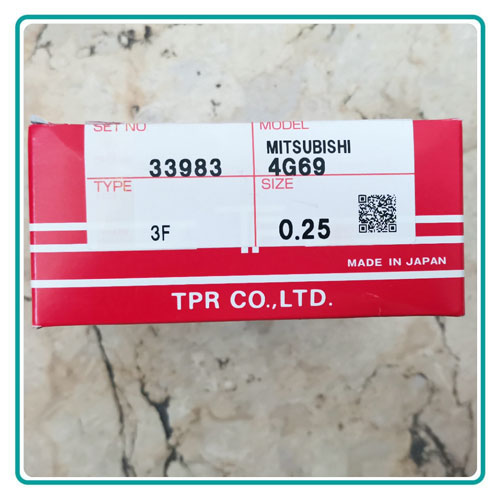 SET NO
MODEL
33983
MITSUBISHI
4G69
TYPE
SIZE
3F
0.25
MADE IN JAPAN
TPR CO.,LTD.